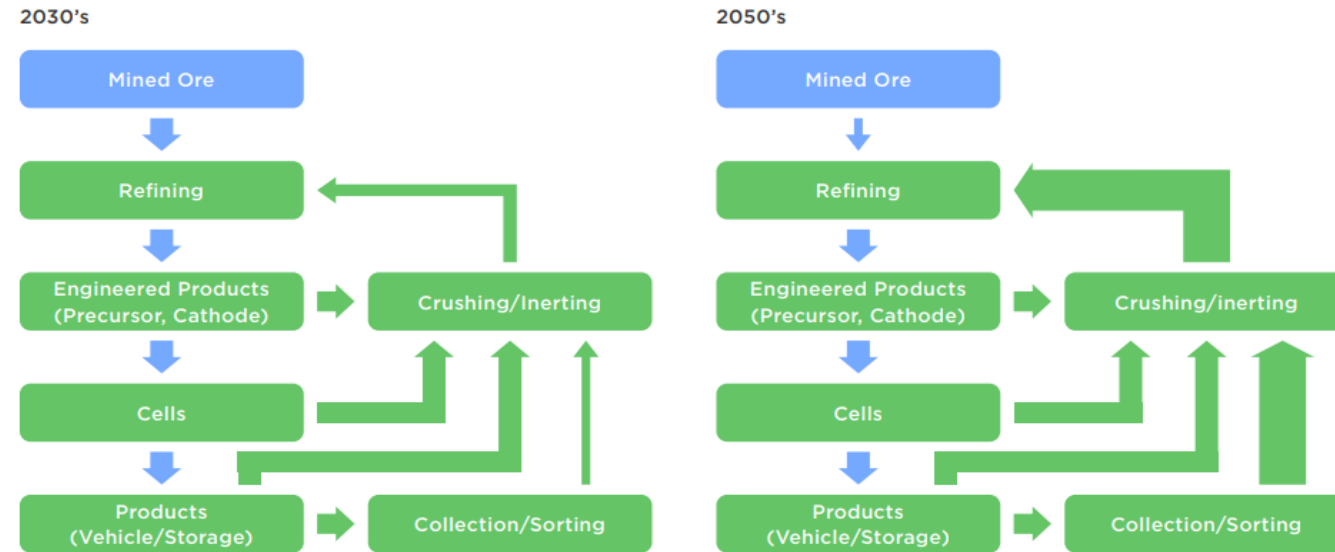 2030's
Mined Ore
Refining
Engineered Products
(Precursor, Cathode)
Crushing/Inerting
Cells
Products
(Vehicle/Storage)
Collection/Sorting
2050's
Mined Ore
Refining
Engineered Products
(Precursor, Cathode)
Crushing/inerting
Cells
Products
(Vehicle/Storage)
Collection/Sorting